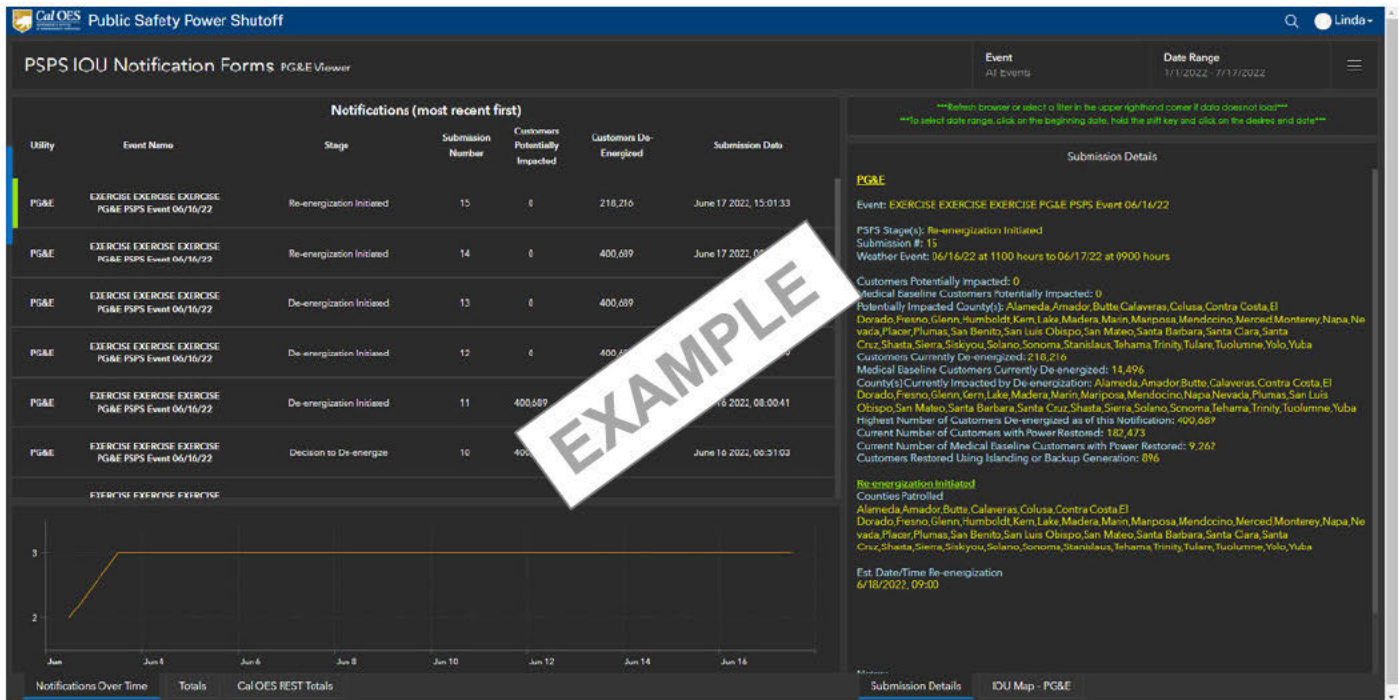 Cal OES Public Safety Power Shutoff
Linda
PSPS IOU Notification Forms PG&E Viewer
Event
All Events
Date Range
1/1/2022 - 7/17/2022
Notifications (most recent first)
Utility Event Name Stage Submission Number Customers Potentially Impacted Customers De-Energized Submission Date
PG&E EXERCISE EXERCISE EXERCISE PG&E PSPS Event 06/16/22 Re-energization Initiated 15 0 218,216 June 17 2022, 15:01:33
PG&E EXERCISE EXERCISE EXERCISE PG&E PSPS Event 06/16/22 Re-energization Initiated 14 0 400,689 June 17 2022,
PG&E EXERCISE EXERCISE EXERCISE PG&E PSPS Event 06/16/22 De-energization Initiated 13 0 400,689
PG&E EXERCISE EXERCISE EXERCISE PG&E PSPS Event 06/16/22 De-energization Initiated 12 0
PG&E EXERCISE EXERCISE EXERCISE PG&E PSPS Event 06/16/22 De-energization Initiated 11 400,689 2022, 08:00:41
PG&E EXERCISE EXERCISE EXERCISE PG&E PSPS Event 06/16/22 Decision to De-energize 10 June 16 2022, 06:51:03
EXERCISE EXERCISE EXERCISE
EXAMPLE
3
2
Jun Jun 4 Jun 6 Jun 8 Jun 10 Jun 12 Jun 14 Jun 16
Notifications Over Time Totals Cal OES REST Totals
***Refresh browser or select a filter in the upper righthand corner if data does not load***
***To select date range, click on the beginning date, hold the shift key and click on the desired end date***
Submission Details
PG&E
Event: EXERCISE EXERCISE EXERCISE PG&E PSPS Event 06/16/22
PSPS Stage(s): Re-energization Initiated
Submission #: 15
Weather Event: 06/16/22 at 1100 hours to 06/17/22 at 0900 hours
Customers Potentially Impacted: 0
Medical Baseline Customers Potentially Impacted: 0
Potentially Impacted County(s): Alameda,Amador,Butte,Calaveras,Colusa,Contra Costa,El
Dorado,Fresno,Glenn,Humboldt,Kern,Lake,Madera,Marin,Mariposa,Mendocino,Merced,Monterey,Napa,Ne
vada,Placer,Plumas,San Benito,San Luis Obispo,San Mateo,Santa Barbara,Santa Clara,Santa
Cruz,Shasta,Sierra,Siskiyou,Solano,Sonoma,Stanislaus,Tehama,Trinity,Tulare,Tuolumne,Yolo,Yuba
Customers Currently De-energized: 218,216
Medical Baseline Customers Currently De-energized: 14,496
County(s) Currently Impacted by De-energization: Alameda,Amador,Butte,Calaveras,Contra Costa,El
Dorado,Fresno,Glenn,Kern,Lake,Madera,Marin,Mariposa,Mendocino,Napa,Nevada,Plumas,San Luis
Obispo,San Mateo,Santa Barbara,Santa Cruz,Shasta,Sierra,Solano,Sonoma,Tehama,Trinity,Tuolumne,Yuba
Highest Number of Customers De-energized as of this Notification: 400,689
Current Number of Customers with Power Restored: 182,473
Current Number of Medical Baseline Customers with Power Restored: 9,267
Customers Restored Using Islanding or Backup Generation: 896
Re-energization Initiated
Counties Patrolled
Alameda,Amador,Butte,Calaveras,Colusa,Contra Costa,El
Dorado,Fresno,Glenn,Humboldt,Kern,Lake,Madera,Marin,Mariposa,Mendocino,Merced,Monterey,Napa,Ne
vada,Placer,Plumas,San Benito,San Luis Obispo,San Mateo,Santa Barbara,Santa Clara,Santa
Cruz,Shasta,Sierra,Siskiyou,Solano,Sonoma,Stanislaus,Tehama,Trinity,Tulare,Tuolumne,Yolo,Yuba
Est. Date/Time Re-energization
6/18/2022, 09:00
Submission Details IOU Map - PG&E